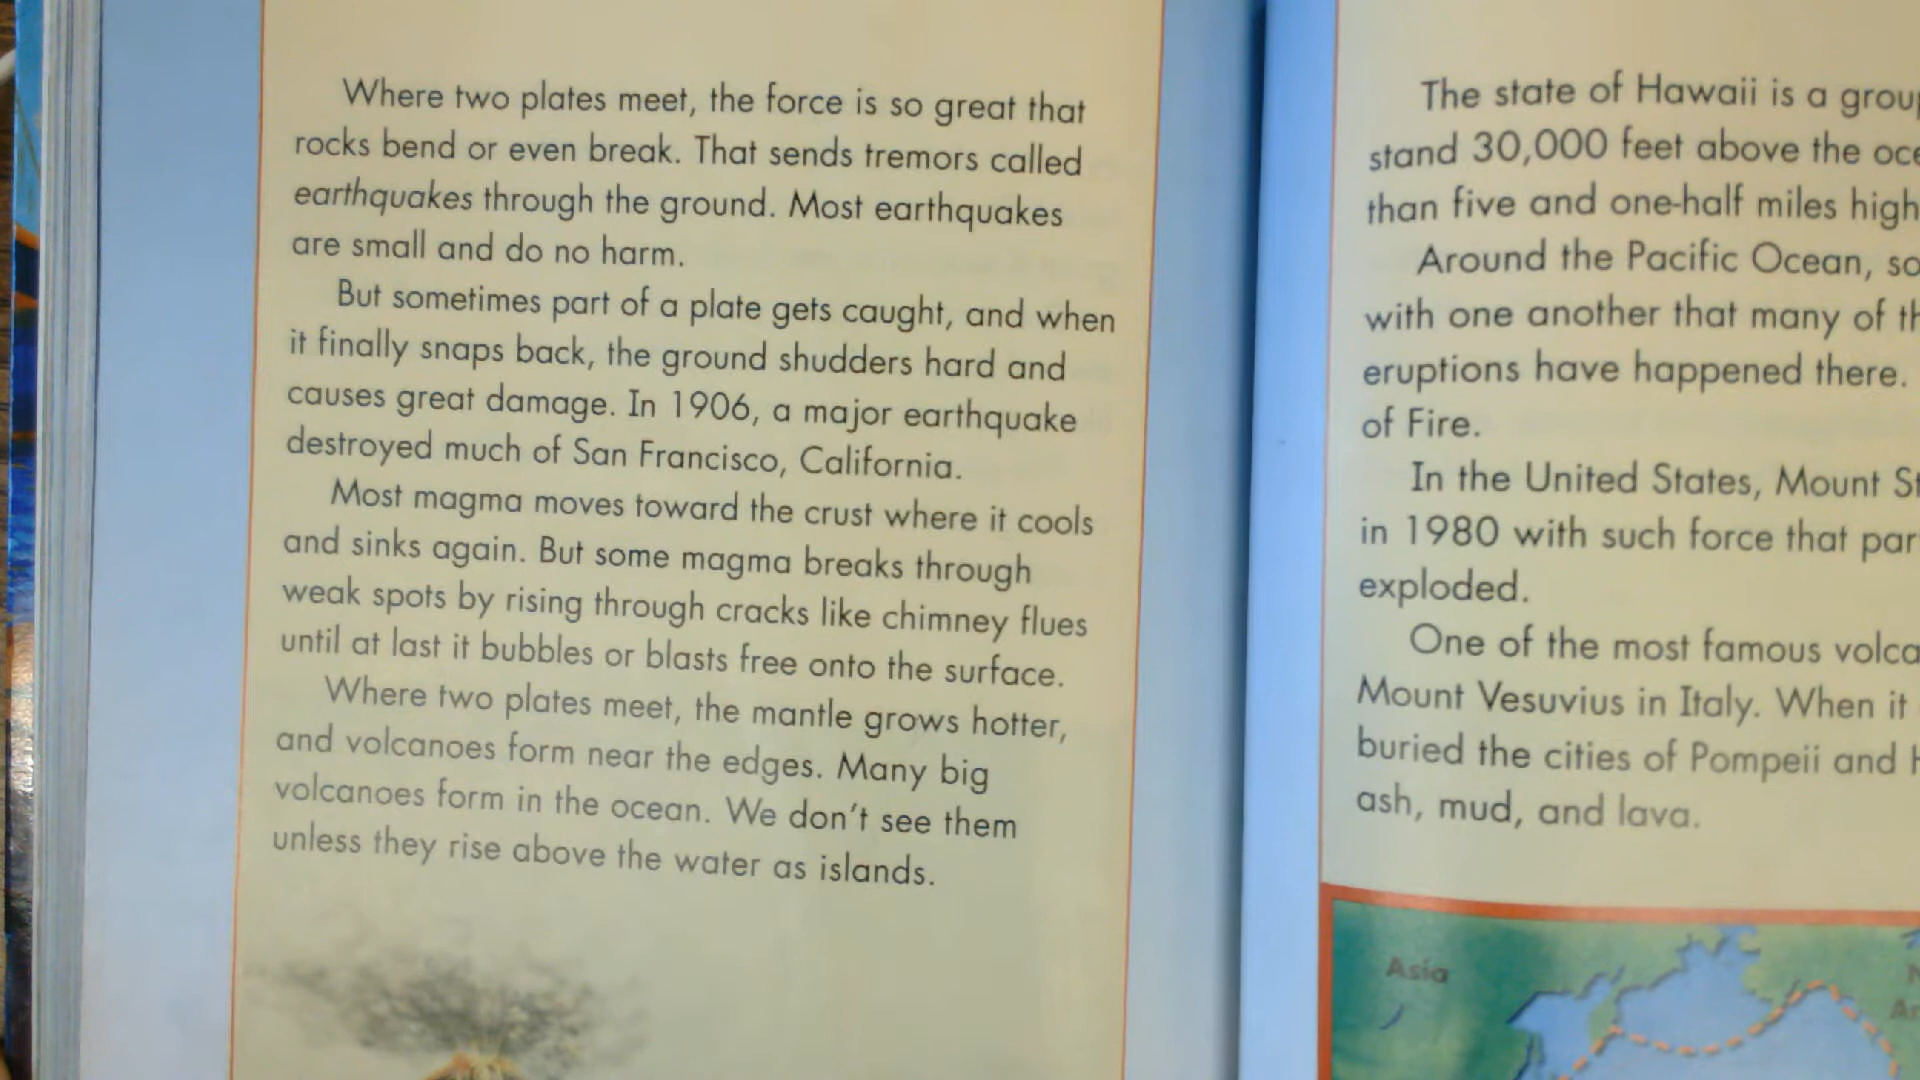 Where two plates meet, the force is so great that
rocks bend or even break. That sends tremors called
earthquakes through the ground. Most earthquakes
are small and do no harm.
But sometimes part of a plate gets caught, and when
it finally snaps back, the ground shudders hard and
causes great damage. In 1906, a major earthquake
destroyed much of San Francisco, California.
Most magma moves toward the crust where it cools
and sinks again. But some magma breaks through
weak spots by rising through cracks like chimney flues
until at last it bubbles or blasts free onto the surface.
Where two plates meet, the mantle grows hotter,
and volcanoes form near the edges. Many big
volcanoes form in the ocean. We don't see them
unless they rise above the water as islands.
The state of Hawaii is a
stand 30,000 feet above the
than five and one-half miles high
Around the Pacific Ocean,
with one another that many of
eruptions have happened there.
of Fire.
In the United States, Mount
in 1980 with such force that
exploded.
One of the most famous
Mount Vesuvius in Italy. When it
buried the cities of Pompeii and
ash, mud, and lava.
Asia